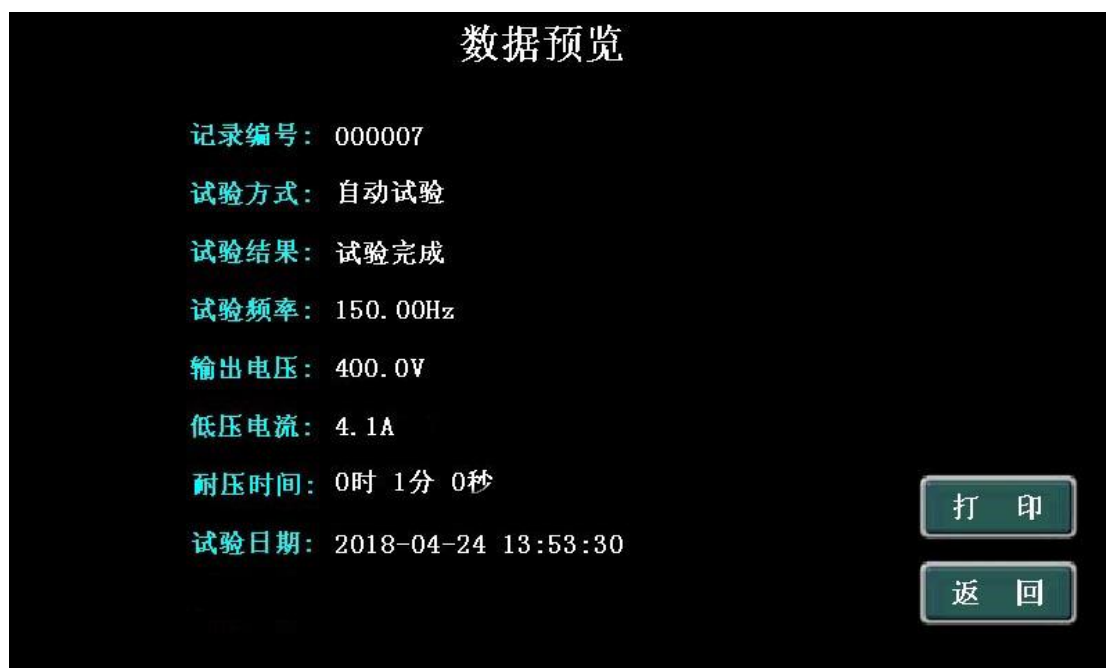 数据预览
记录编号: 000007
试验方式: 自动试验
试验结果: 试验完成
试验频率: 150.00Hz
输出电压: 400.0V
低压电流: 4.1A
耐压时间: 0时 1分 0秒
试验日期: 2018-04-24 13:53:30
打 印
返 回